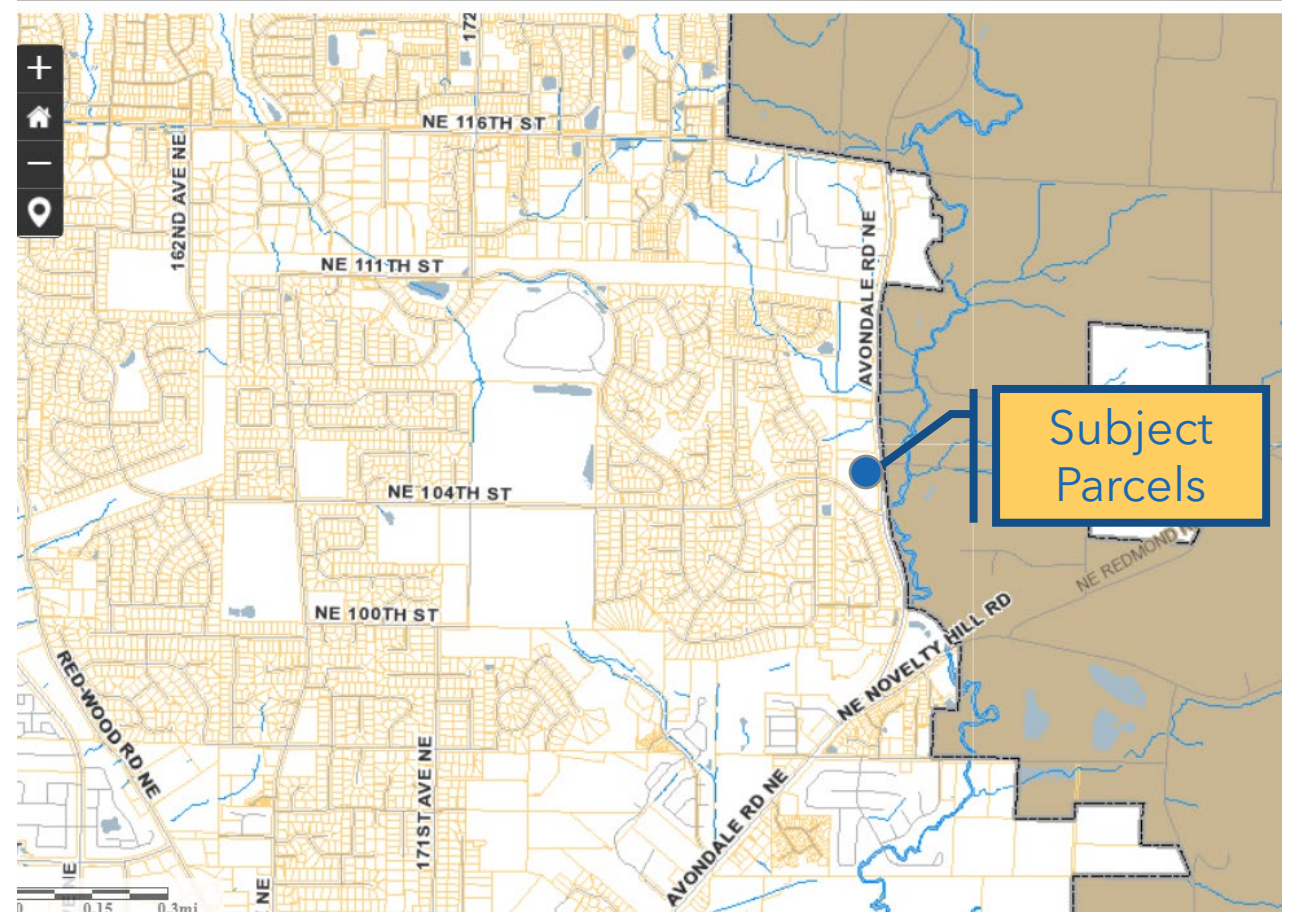 172
+
−
NE 116TH ST
162ND AVE NE
NE 111TH ST
AVONDALE RD NE
Subject
Parcels
NE 104TH ST
NE REDMOND R
NE 100TH ST
NE NOVELTY HILL RD
RED-WOOD RD NE
171ST AVE NE
AVONDALE RD NE
NE
NE
0
0.15
0.3mi